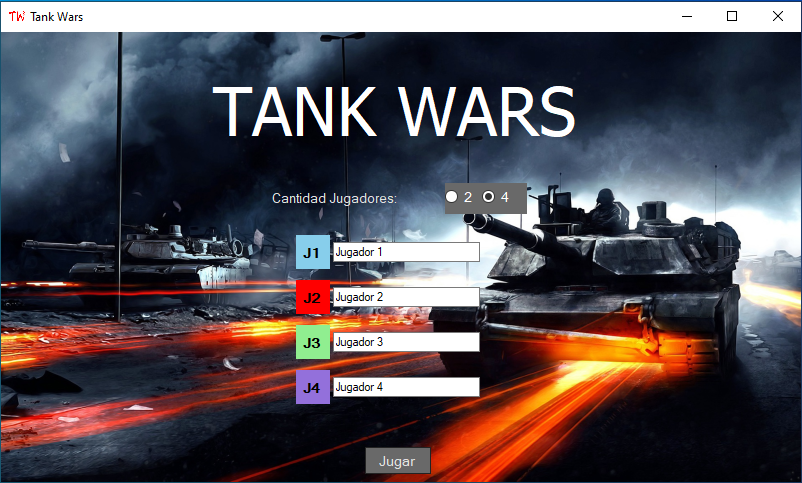 TW Tank Wars
TANK WARS
Cantidad Jugadores: 2 4
J1 Jugador 1
J2 Jugador 2
J3 Jugador 3
J4 Jugador 4
Jugar